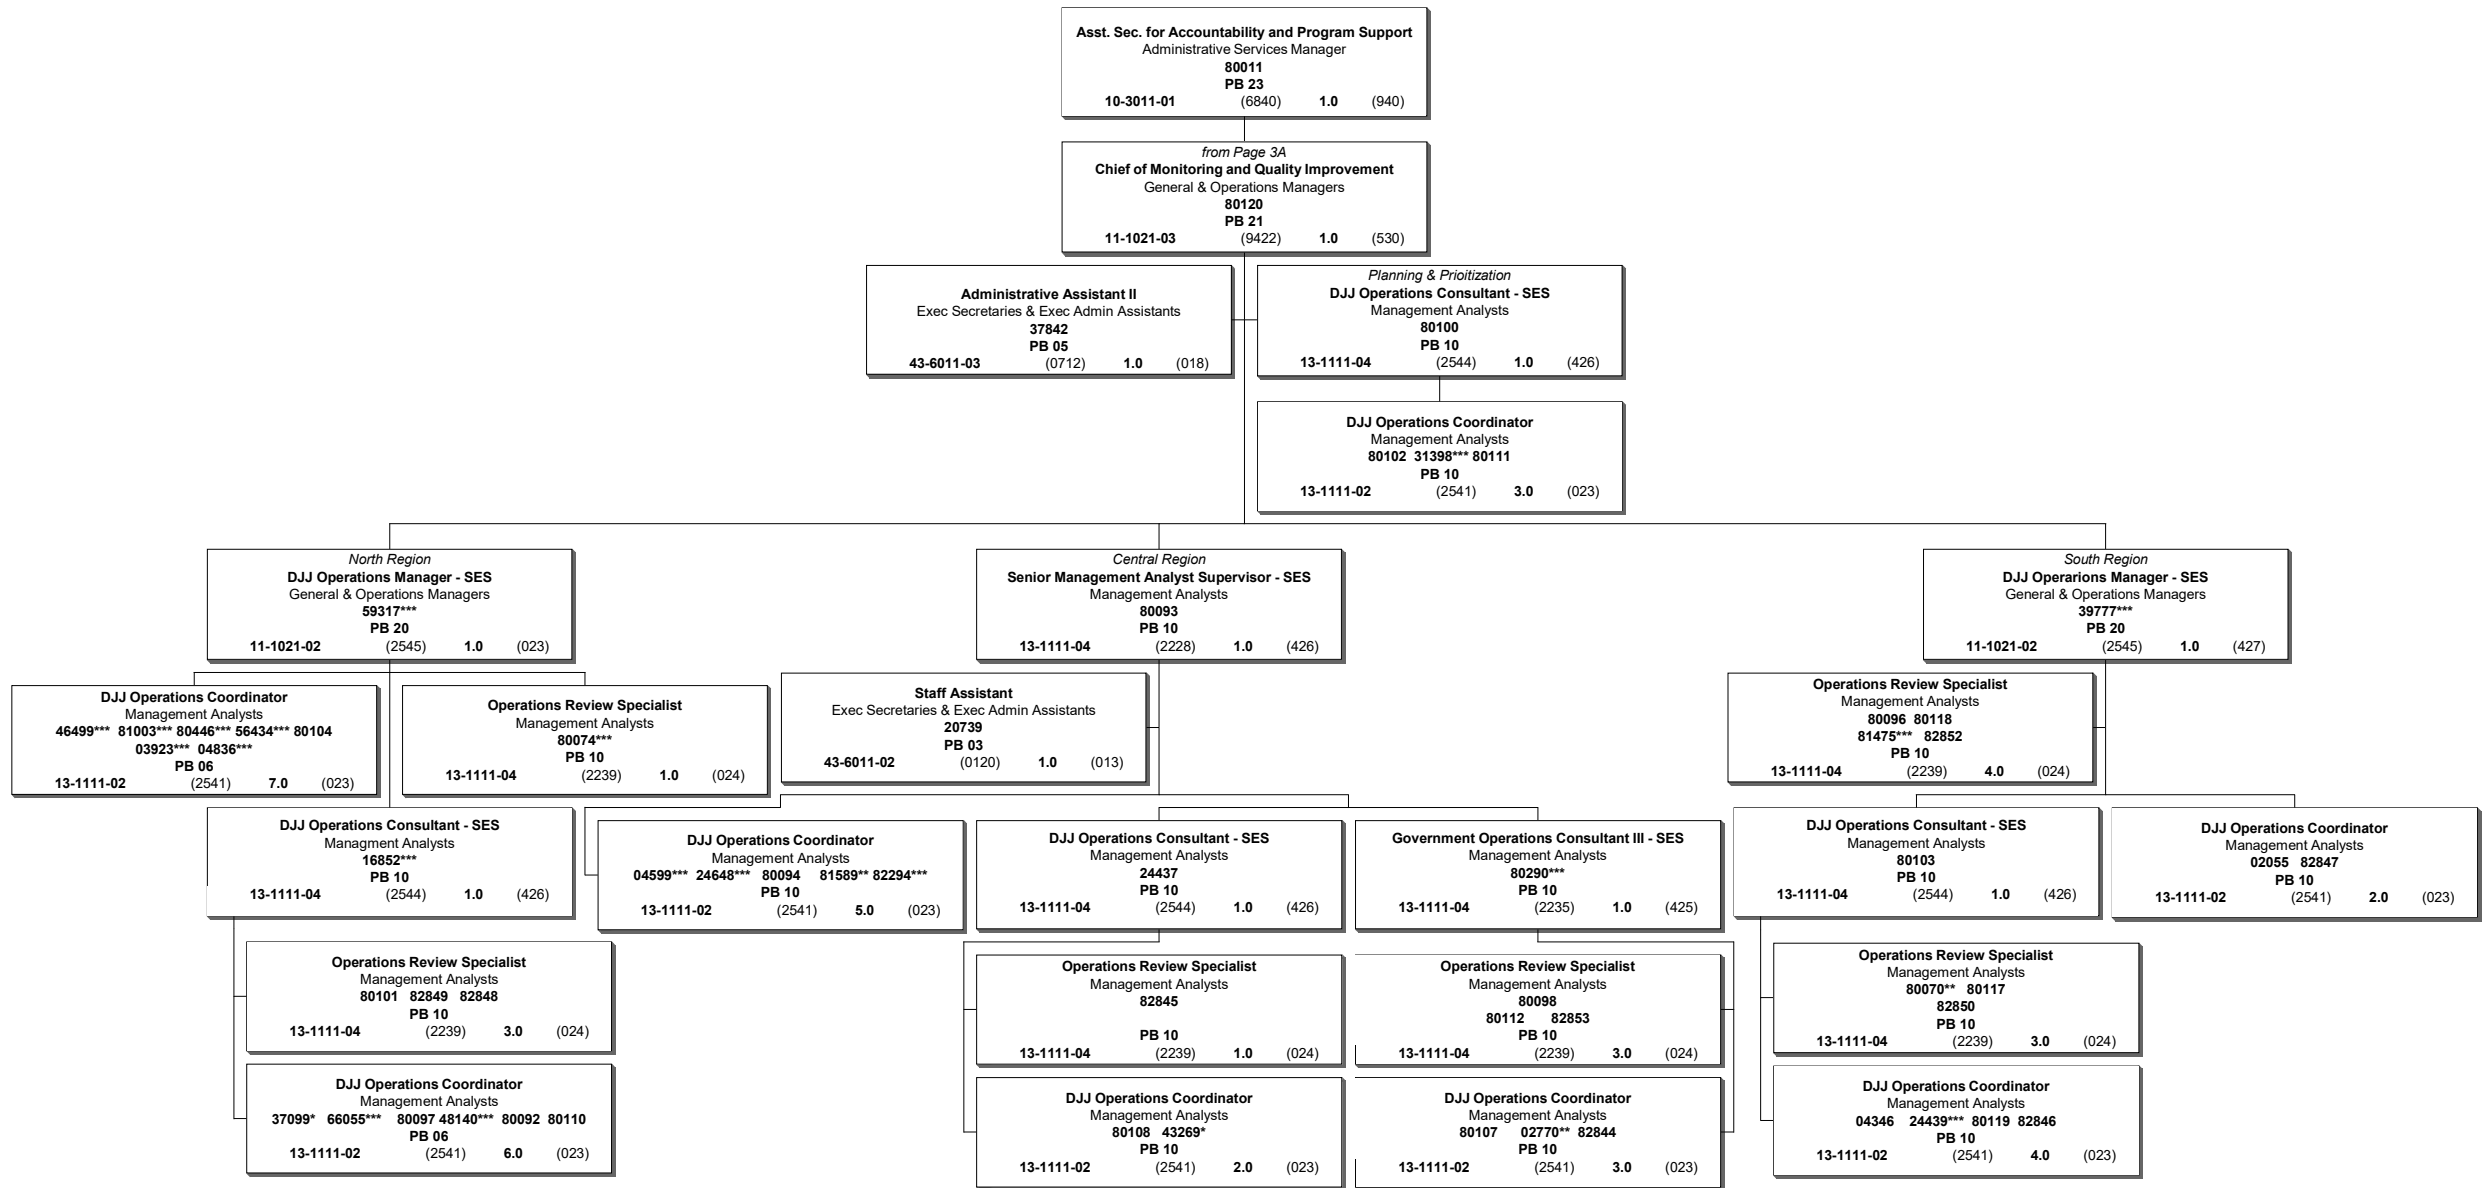 Asst. Sec. for Accountability and Program Support
Administrative Services Manager
80011
PB 23
10-3011-01 (6840) 1.0 (940)
from Page 3A
Chief of Monitoring and Quality Improvement
General & Operations Managers
80120
PB 21
11-1021-03 (9422) 1.0 (530)
Administrative Assistant II
Exec Secretaries & Exec Admin Assistants
37842
PB 05
43-6011-03 (0712) 1.0 (018)
Planning & Prioitization
DJJ Operations Consultant - SES
Management Analysts
80100
PB 10
13-1111-04 (2544) 1.0 (426)
DJJ Operations Coordinator
Management Analysts
80102 31398*** 80111
PB 10
13-1111-02 (2541) 3.0 (023)
North Region
DJJ Operations Manager - SES
General & Operations Managers
59317***
PB 20
11-1021-02 (2545) 1.0 (023)
Central Region
Senior Management Analyst Supervisor - SES
Management Analysts
80093
PB 10
13-1111-04 (2228) 1.0 (426)
South Region
DJJ Operarions Manager - SES
General & Operations Managers
39777***
PB 20
11-1021-02 (2545) 1.0 (427)
DJJ Operations Coordinator
Management Analysts
46499*** 81003*** 80446*** 56434*** 80104
03923*** 04836***
PB 06
13-1111-02 (2541) 7.0 (023)
Operations Review Specialist
Management Analysts
80074***
PB 10
13-1111-04 (2239) 1.0 (024)
Staff Assistant
Exec Secretaries & Exec Admin Assistants
20739
PB 03
43-6011-02 (0120) 1.0 (013)
Operations Review Specialist
Management Analysts
80096 80118
81475*** 82852
PB 10
13-1111-04 (2239) 4.0 (024)
DJJ Operations Consultant - SES
Managment Analysts
16852***
PB 10
13-1111-04 (2544) 1.0 (426)
DJJ Operations Coordinator
Management Analysts
04599*** 24648*** 80094 81589** 82294***
PB 10
13-1111-02 (2541) 5.0 (023)
DJJ Operations Consultant - SES
Management Analysts
24437
PB 10
13-1111-04 (2544) 1.0 (426)
Government Operations Consultant III - SES
Management Analysts
80290***
PB 10
13-1111-04 (2235) 1.0 (425)
DJJ Operations Consultant - SES
Management Analysts
80103
PB 10
13-1111-04 (2544) 1.0 (426)
DJJ Operations Coordinator
Management Analysts
02055 82847
PB 10
13-1111-02 (2541) 2.0 (023)
Operations Review Specialist
Management Analysts
80101 82849 82848
PB 10
13-1111-04 (2239) 3.0 (024)
Operations Review Specialist
Management Analysts
82845
PB 10
13-1111-04 (2239) 1.0 (024)
Operations Review Specialist
Management Analysts
80098
80112 82853
PB 10
13-1111-04 (2239) 3.0 (024)
Operations Review Specialist
Management Analysts
80070** 80117
82850
PB 10
13-1111-04 (2239) 3.0 (024)
DJJ Operations Coordinator
Management Analysts
37099* 66055*** 80097 48140*** 80092 80110
PB 06
13-1111-02 (2541) 6.0 (023)
DJJ Operations Coordinator
Management Analysts
80108 43269*
PB 10
13-1111-02 (2541) 2.0 (023)
DJJ Operations Coordinator
Management Analysts
80107 02770** 82844
PB 10
13-1111-02 (2541) 3.0 (023)
DJJ Operations Coordinator
Management Analysts
04346 24439*** 80119 82846
PB 10
13-1111-02 (2541) 4.0 (023)